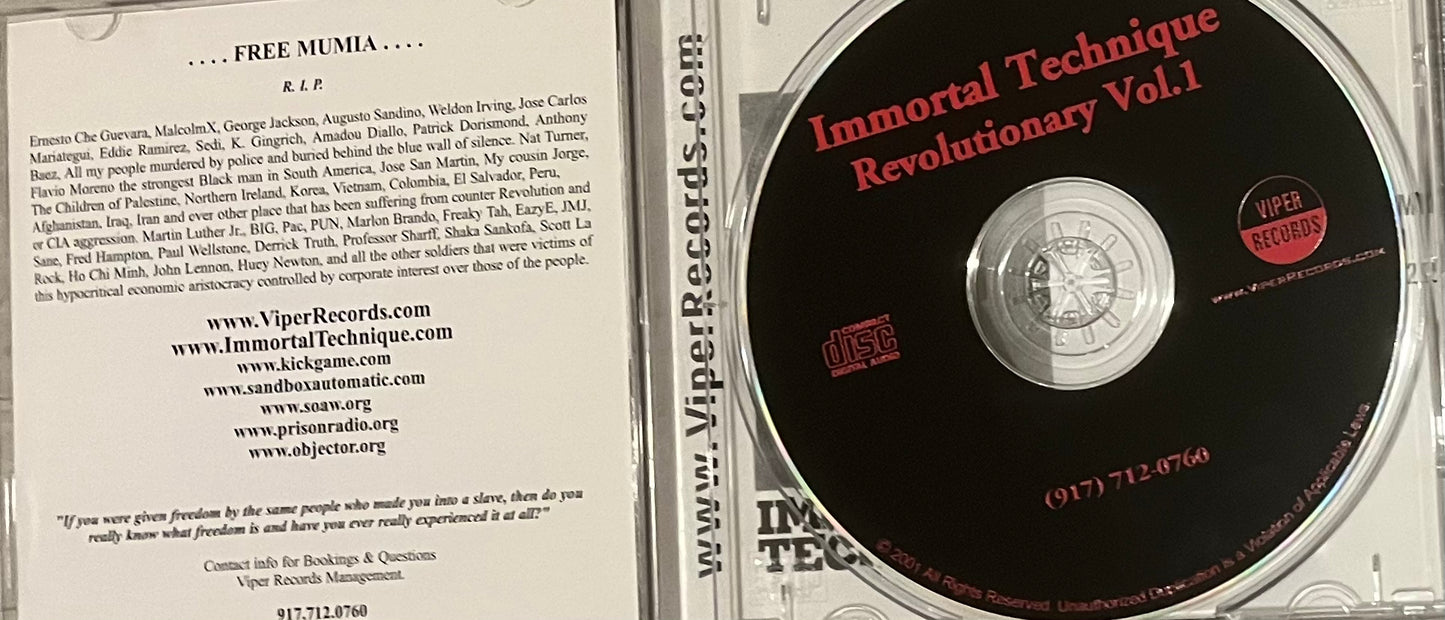 . . . . FREE MUMIA . . . .
R. I. P.
Ernesto Che Guevara, MalcolmX, George Jackson, Augusto Sandino, Weldon Irving, Jose Carlos
Mariategui, Eddie Ramirez, Sedi, K. Gingrich, Amadou Diallo, Patrick Dorismond, Anthony
Baez, All my people murdered by police and buried behind the blue wall of silence. Nat Turner,
Flavio Moreno the strongest Black man in South America, Jose San Martin, My cousin Jorge,
The Children of Palestine, Northern Ireland, Korea, Vietnam, Colombia, El Salvador, Peru,
Afghanistan, Iraq, Iran and ever other place that has been suffering from counter Revolution and
or CIA aggression. Martin Luther Jr., BIG, Pac, PUN, Marlon Brando, Freaky Tah, EazyE, JMJ,
Sane, Fred Hampton, Paul Wellstone, Derrick Truth, Professor Sharff, Shaka Sankofa, Scott La
Rock, Ho Chi Minh, John Lennon, Huey Newton, and all the other soldiers that were victims of
this hypocritical economic aristocracy controlled by corporate interest over those of the people.
www.ViperRecords.com
www.ImmortalTechnique.com
www.kickgame.com
www.sandboxautomatic.com
www.soaw.org
www.prisonradio.org
www.objector.org
"If you were given freedom by the same people who made you into a slave, then do you
really know what freedom is and have you ever really experienced it at all?"
Contact info for Bookings & Questions
Viper Records Management.
917.712.0760
www.ViperRecords.com
Immortal Technique
Revolutionary Vol.1
VIPER
RECORDS
www.ViperRecords.com
COMPACT
disc
DIGITAL AUDIO
(917) 712-0760
© 2001 All Rights Reserved. Unauthorized Duplication is a Violation of Applicable Laws.